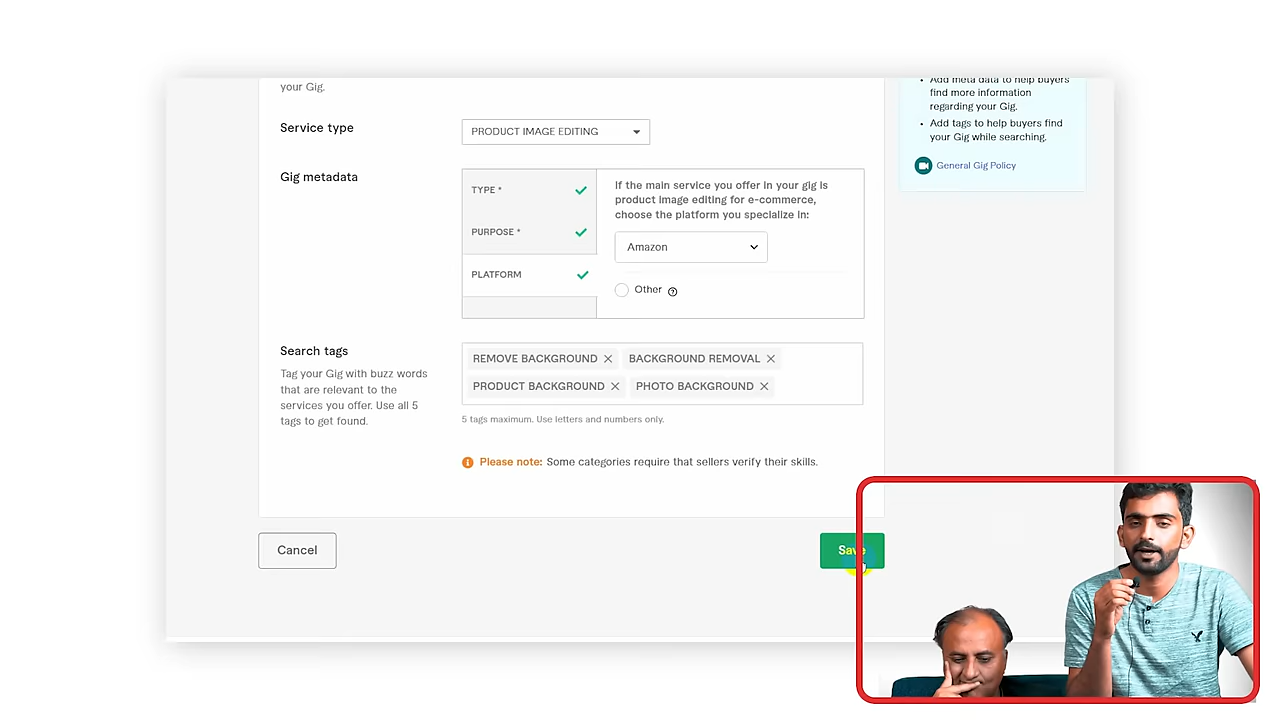 your Gig.
Add meta data to help buyers
find more information
regarding your Gig.
Add tags to help buyers find
your Gig while searching.
General Gig Policy
Service type
PRODUCT IMAGE EDITING
Gig metadata
TYPE *
PURPOSE *
PLATFORM
If the main service you offer in your gig is
product image editing for e-commerce,
choose the platform you specialize in:
Amazon
Other
Search tags
Tag your Gig with buzz words
that are relevant to the
services you offer. Use all 5
tags to get found.
REMOVE BACKGROUND
BACKGROUND REMOVAL
PRODUCT BACKGROUND
PHOTO BACKGROUND
5 tags maximum. Use letters and numbers only.
Please note: Some categories require that sellers verify their skills.
Cancel
Save